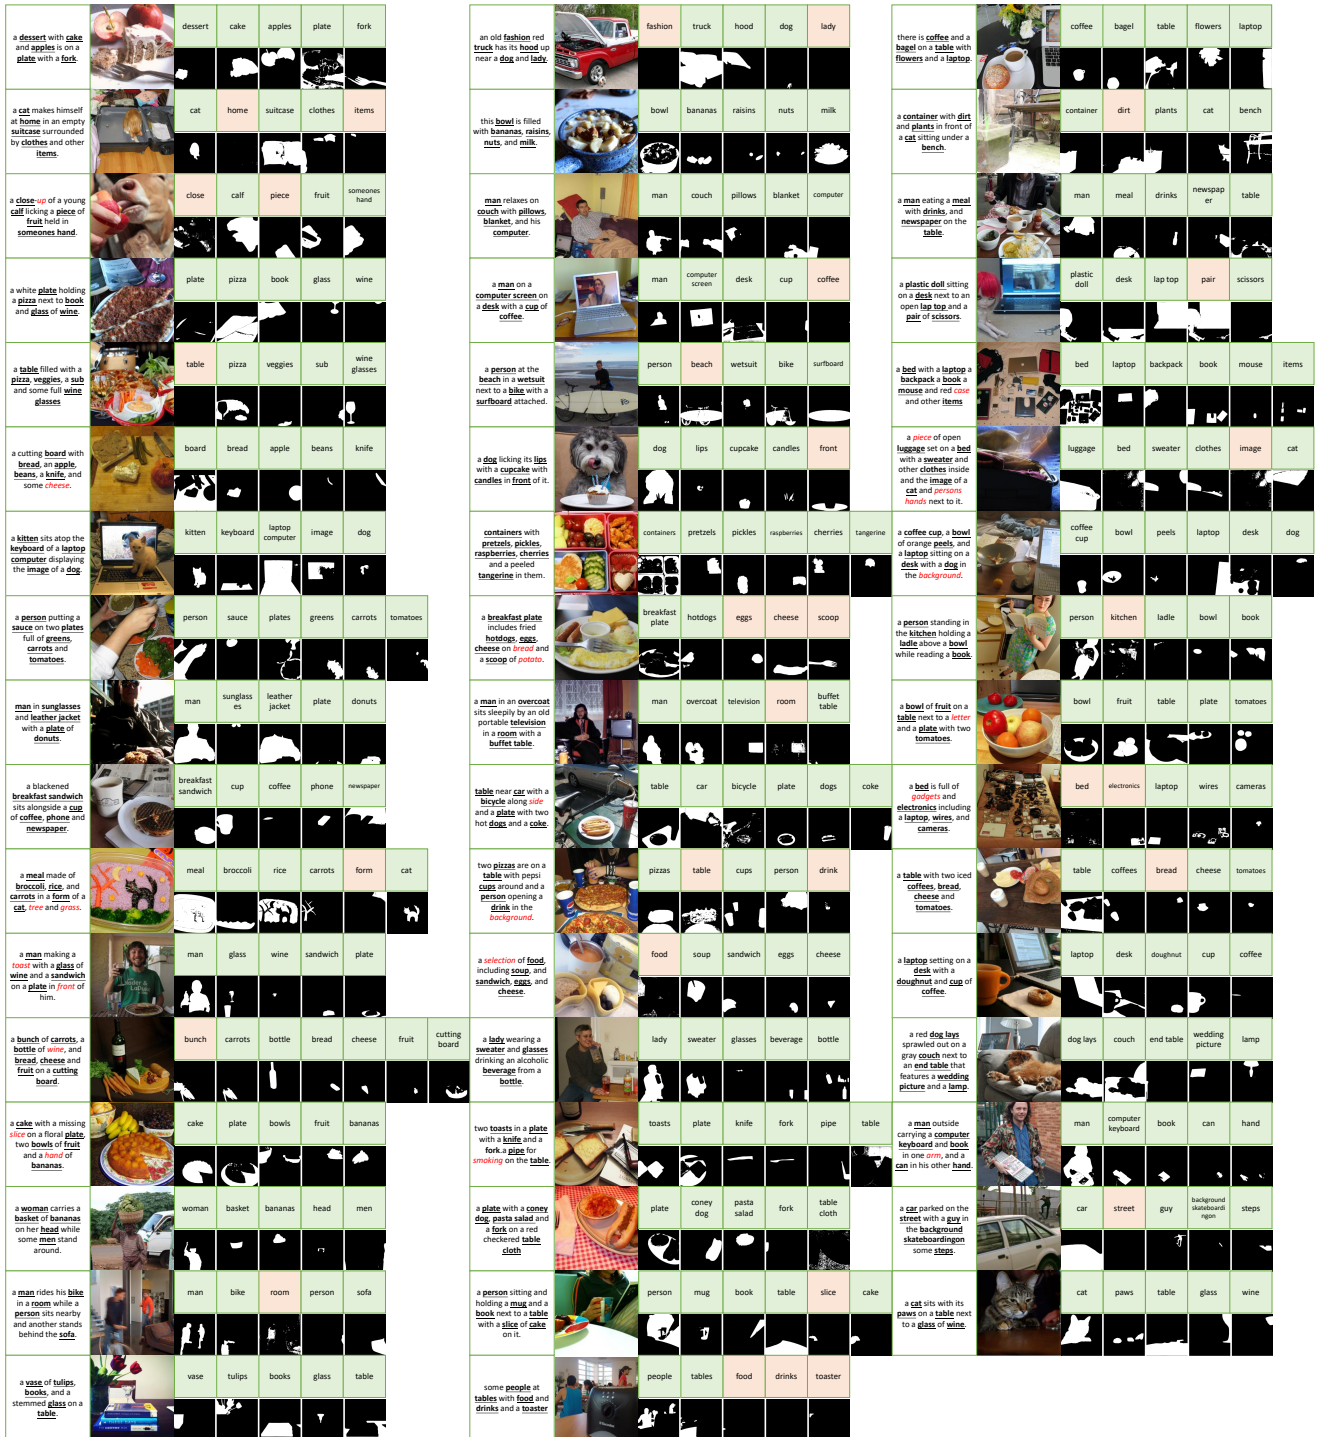 a dessert with cake
and apples is on a
plate with a fork.
dessert cake apples plate fork
an old fashion red
truck has its hood up
near a dog and lady.
fashion truck hood dog lady
there is coffee and a
bagel on a table with
flowers and a laptop.
coffee bagel table flowers laptop
a cat makes himself
at home in an empty
suitcase surrounded
by clothes and other
items.
cat home suitcase clothes items
this bowl is filled
with bananas, raisins,
nuts, and milk.
bowl bananas raisins nuts milk
a container with dirt
and plants in front of
a cat sitting under a
bench.
container dirt plants cat bench
a close-up of a young
calf licking a piece of
fruit held in
someones hand.
close calf piece fruit someones
hand
man relaxes on
couch with pillows,
blanket, and his
computer.
man couch pillows blanket computer
a man eating a meal
with drinks, and
newspaper on the
table.
man meal drinks newspap
er table
a white plate holding
a pizza next to book
and glass of wine.
plate pizza book glass wine
a man on a
computer screen on
a desk with a cup of
coffee.
man computer
screen desk cup coffee
a plastic doll sitting
on a desk next to an
open lap top and a
pair of scissors.
plastic
doll desk lap top pair scissors
a table filled with a
pizza, veggies, a sub
and some full wine
glasses
table pizza veggies sub wine
glasses
a person at the
beach in a wetsuit
next to a bike with a
surfboard attached.
person beach wetsuit bike surfboard
a bed with a laptop a
backpack a book a
mouse and red case
and other items
bed laptop backpack book mouse items
a cutting board with
bread, an apple,
beans, a knife, and
some cheese.
board bread apple beans knife
a dog licking its lips
with a cupcake with
candles in front of it.
dog lips cupcake candles front
a piece of open
luggage set on a bed
with a sweater and
other clothes inside
and the image of a
cat and persons
hands next to it.
luggage bed sweater clothes image cat
a kitten sits atop the
keyboard of a laptop
computer displaying
the image of a dog.
kitten keyboard laptop
computer image dog
containers with
pretzels, pickles,
raspberries, cherries
and a peeled
tangerine in them.
containers pretzels pickles raspberries cherries tangerine
a coffee cup, a bowl
of orange peels, and
a laptop sitting on a
desk with a dog in
the background.
coffee
cup bowl peels laptop desk dog
a person putting a
sauce on two plates
full of greens,
carrots and
tomatoes.
person sauce plates greens carrots tomatoes
a breakfast plate
includes fried
hotdogs, eggs,
cheese on bread and
a scoop of potato.
breakfast
plate hotdogs eggs cheese scoop
a person standing in
the kitchen holding a
ladle above a bowl
while reading a book.
person kitchen ladle bowl book
man in sunglasses
and leather jacket
with a plate of
donuts.
man sunglass
es leather
jacket plate donuts
a man in an overcoat
sits sleepily by an old
portable television
in a room with a
buffet table.
man overcoat television room buffet
table
a bowl of fruit on a
table next to a letter
and a plate with two
tomatoes.
bowl fruit table plate tomatoes
a blackened
breakfast sandwich
sits alongside a cup
of coffee, phone and
newspaper.
breakfast
sandwich cup coffee phone newspaper
table near car with a
bicycle along side
and a plate with two
hot dogs and a coke.
table car bicycle plate dogs coke
a bed is full of
gadgets and
electronics including
a laptop, wires, and
cameras.
bed electronics laptop wires cameras
a meal made of
broccoli, rice, and
carrots in a form of a
cat, tree and grass.
meal broccoli rice carrots form cat
two pizzas are on a
table with pepsi
cups around and a
person opening a
drink in the
background.
pizzas table cups person drink
a table with two iced
coffees, bread,
cheese and
tomatoes.
table coffees bread cheese tomatoes
a man making a
toast with a glass of
wine and a sandwich
on a plate in front of
him.
man glass wine sandwich plate
a selection of food,
including soup, and
sandwich, eggs, and
cheese.
food soup sandwich eggs cheese
a laptop setting on a
desk with a
doughnut and cup of
coffee.
laptop desk doughnut cup coffee
a bunch of carrots, a
bottle of wine, and
bread, cheese and
fruit on a cutting
board.
bunch carrots bottle bread cheese fruit cutting
board
a lady wearing a
sweater and glasses
drinking an alcoholic
beverage from a
bottle.
lady sweater glasses beverage bottle
a red dog lays
sprawled out on a
gray couch next to
an end table that
features a wedding
picture and a lamp.
dog lays couch end table wedding
picture lamp
a cake with a missing
slice on a floral plate,
two bowls of fruit
and a hand of
bananas.
cake plate bowls fruit bananas
two toasts in a plate
with a knife and a
fork.a pipe for
smoking on the table.
toasts plate knife fork pipe table
a man outside
carrying a computer
keyboard and book
in one arm, and a
can in his other hand.
man computer
keyboard book can hand
a woman carries a
basket of bananas
on her head while
some men stand
around.
woman basket bananas head men
a plate with a coney
dog, pasta salad and
a fork on a red
checkered table
cloth
plate coney
dog pasta
salad fork table
cloth
a car parked on the
street with a guy in
the background
skateboardingon
some steps.
car street guy background
skateboardi
ngon steps
a man rides his bike
in a room while a
person sits nearby
and another stands
behind the sofa.
man bike room person sofa
a person sitting and
holding a mug and a
book next to a table
with a slice of cake
on it.
person mug book table slice cake
a cat sits with its
paws on a table next
to a glass of wine.
cat paws table glass wine
a vase of tulips,
books, and a
stemmed glass on a
table.
vase tulips books glass table
some people at
tables with food and
drinks and a toaster
people tables food drinks toaster